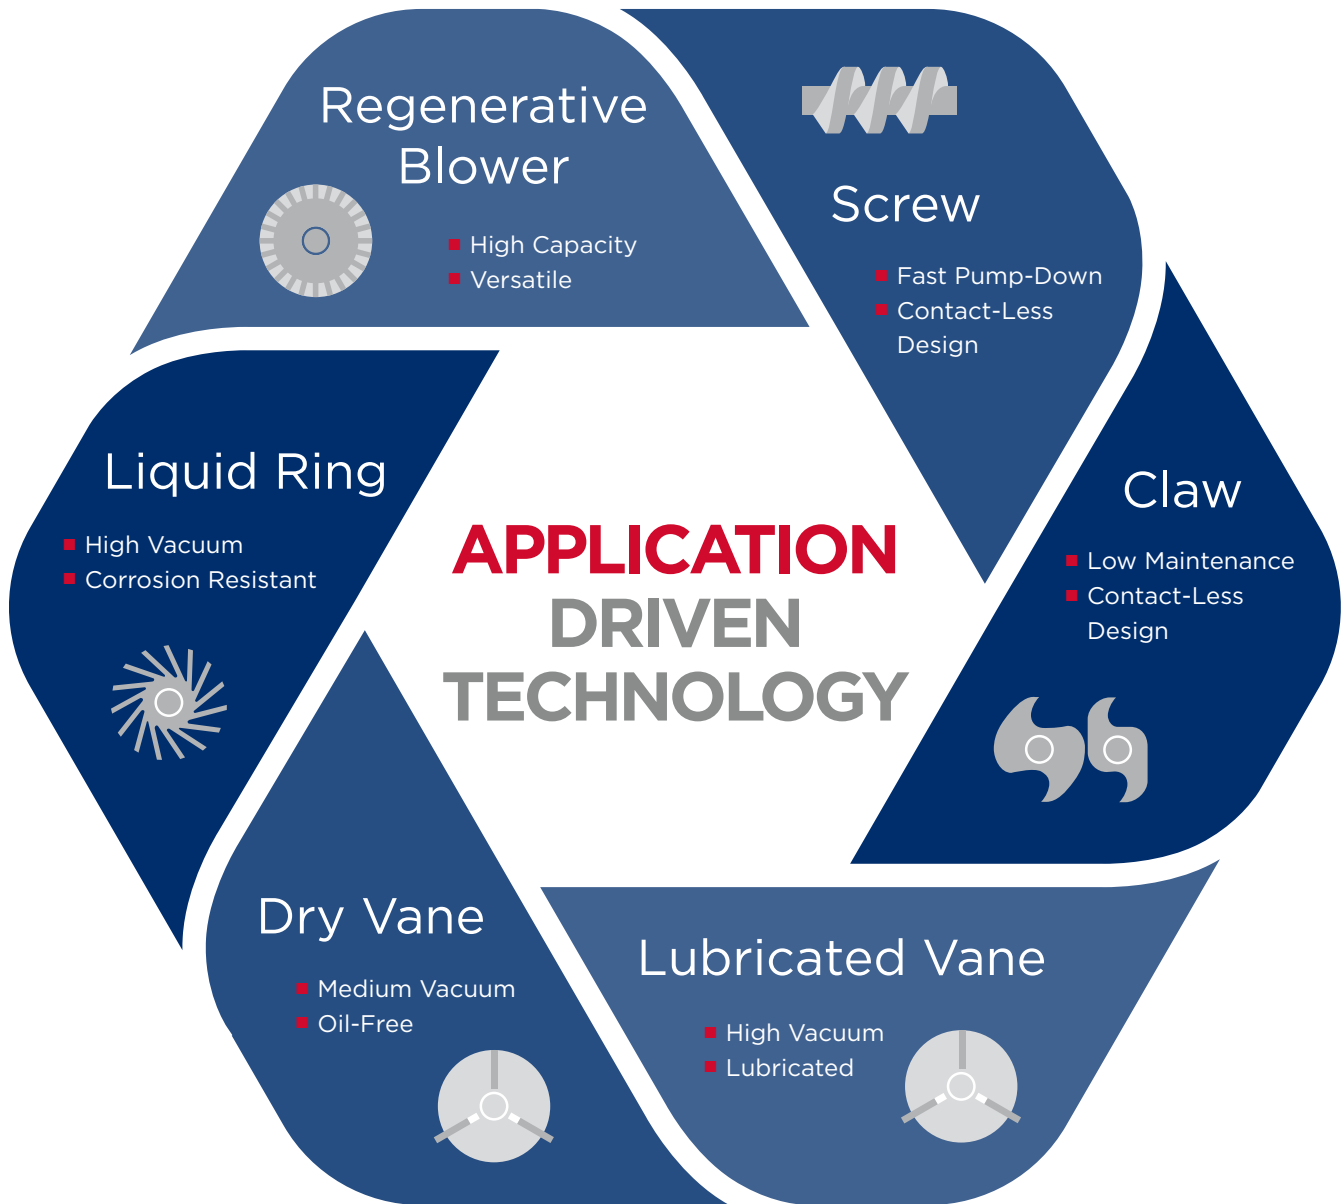 Regenerative
Blower
High Capacity
Versatile
Screw
Fast Pump-Down
Contact-Less
Design
Claw
Low Maintenance
Contact-Less
Design
Lubricated Vane
High Vacuum
Lubricated
Dry Vane
Medium Vacuum
Oil-Free
Liquid Ring
High Vacuum
Corrosion Resistant
APPLICATION
DRIVEN
TECHNOLOGY